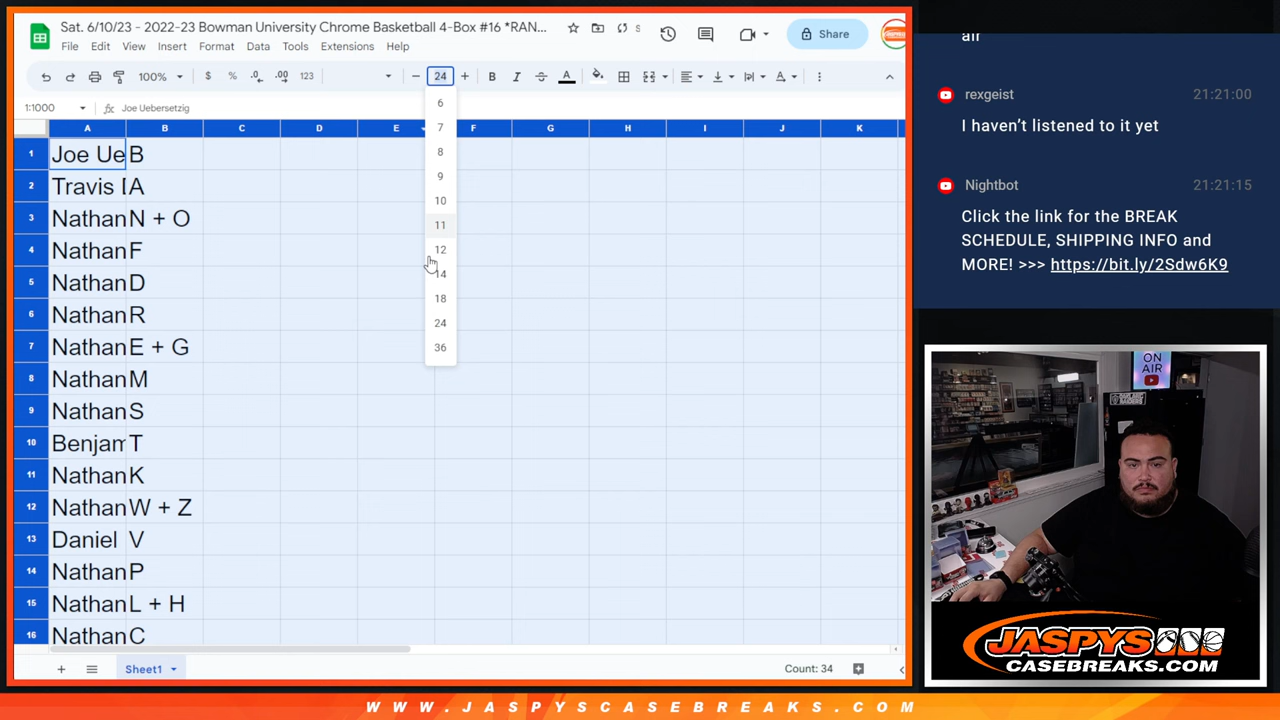 Sat. 6/10/23 - 2022-23 Bowman University Chrome Basketball 4-Box #16 *RAN...
File Edit View Insert Format Data Tools Extensions Help
Share
100% $ % .0 .00 123 24 B I A
1:1000 fx Joe Uebersetzig
A B C D E F G H I J K
1 Joe Ue B
2 Travis A
3 Nathan N + O
4 Nathan F
5 Nathan D
6 Nathan R
7 Nathan E + G
8 Nathan M
9 Nathan S
10 Benjam T
11 Nathan K
12 Nathan W + Z
13 Daniel V
14 Nathan P
15 Nathan L + H
16 Nathan C
6
7
8
9
10
11
12
14
18
24
36
Sheet1
Count: 34
air
rexgeist 21:21:00
I haven't listened to it yet
Nightbot 21:21:15
Click the link for the BREAK
SCHEDULE, SHIPPING INFO and
MORE! >>> https://bit.ly/2Sdw6K9
ON
AIR
JASPYS
CASEBREAKS.COM
WWW.JASPYSCASEBREAKS.COM